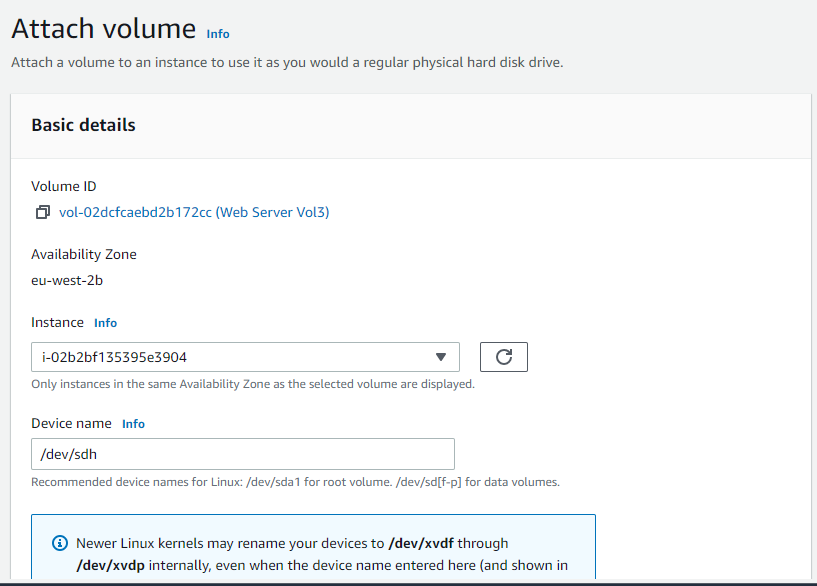 Attach volume Info
Attach a volume to an instance to use it as you would a regular physical hard disk drive.
Basic details
Volume ID
vol-02dcfcaebd2b172cc (Web Server Vol3)
Availability Zone
eu-west-2b
Instance Info
i-02b2bf135395e3904
Only instances in the same Availability Zone as the selected volume are displayed.
Device name Info
/dev/sdh
Recommended device names for Linux: /dev/sda1 for root volume. /dev/sd[f-p] for data volumes.
Newer Linux kernels may rename your devices to /dev/xvdf through
/dev/xvdp internally, even when the device name entered here (and shown in